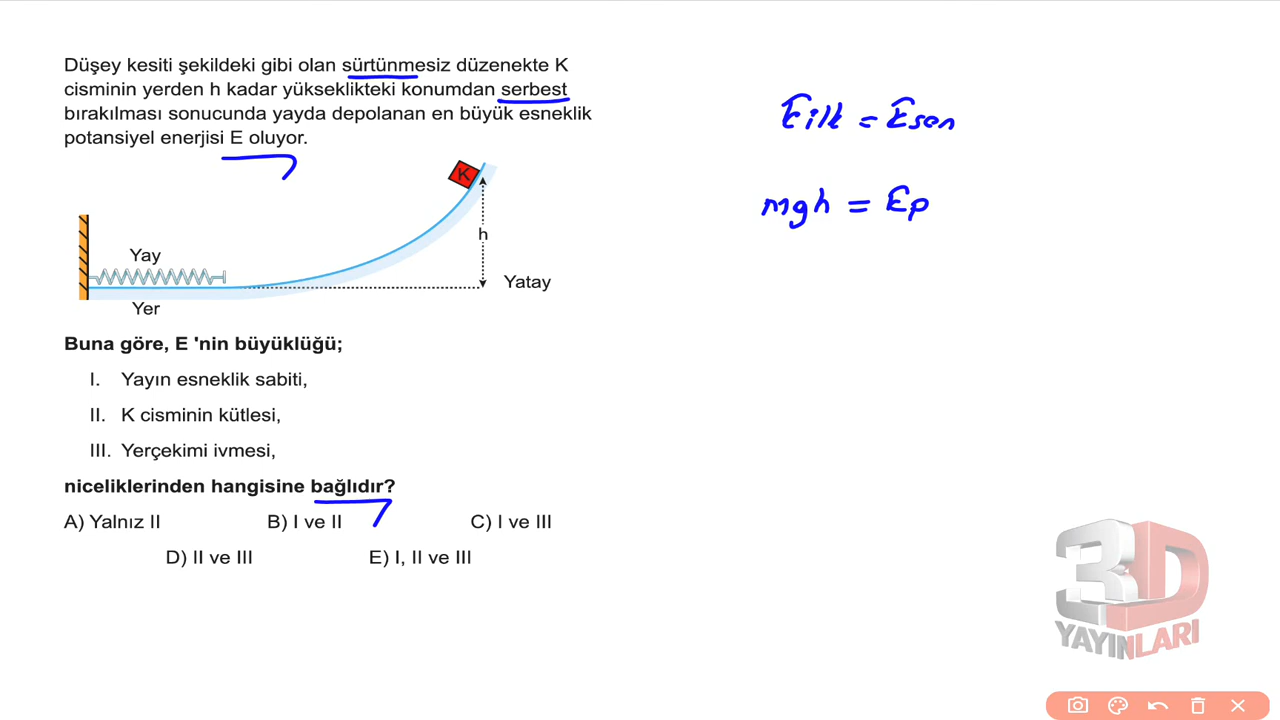 Düşey kesiti şekildeki gibi olan sürtünmesiz düzenekte K
cisminin yerden h kadar yükseklikteki konumdan serbest
bırakılması sonucunda yayda depolanan en büyük esneklik
potansiyel enerjisi E oluyor.
K
h
Yay
Yatay
Yer
Buna göre, E 'nin büyüklüğü;
I. Yayın esneklik sabiti,
II. K cisminin kütlesi,
III. Yerçekimi ivmesi,
niceliklerinden hangisine bağlıdır?
A) Yalnız II B) I ve II C) I ve III
D) II ve III E) I, II ve III
Eilk = Eson
mgh = Ep
3D
YAYINLARI